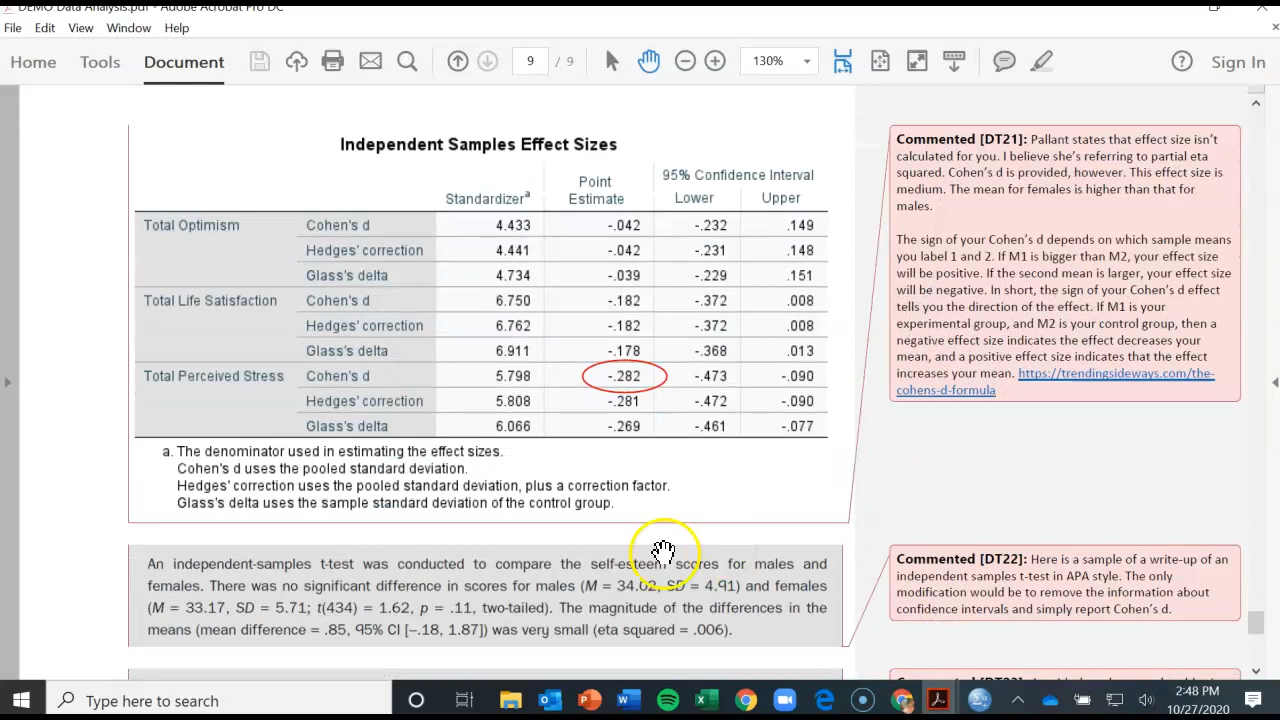 DEMO Data Analysis.pdf - Adobe Acrobat Pro DC
File Edit View Window Help
Home Tools Document 9 / 9 130% Sign In
Independent Samples Effect Sizes
Standardizerᵃ Point Estimate 95% Confidence Interval Lower Upper
Total Optimism Cohen's d 4.433 -.042 -.232 .149
Hedges' correction 4.441 -.042 -.231 .148
Glass's delta 4.734 -.039 -.229 .151
Total Life Satisfaction Cohen's d 6.750 -.182 -.372 .008
Hedges' correction 6.762 -.182 -.372 .008
Glass's delta 6.911 -.178 -.368 .013
Total Perceived Stress Cohen's d 5.798 -.282 -.473 -.090
Hedges' correction 5.808 -.281 -.472 -.090
Glass's delta 6.066 -.269 -.461 -.077
a. The denominator used in estimating the effect sizes.
Cohen's d uses the pooled standard deviation.
Hedges' correction uses the pooled standard deviation, plus a correction factor.
Glass's delta uses the sample standard deviation of the control group.
An independent-samples t-test was conducted to compare the self-esteem scores for males and
females. There was no significant difference in scores for males (M = 34.02, SD = 4.91) and females
(M = 33.17, SD = 5.71; t(434) = 1.62, p = .11, two-tailed). The magnitude of the differences in the
means (mean difference = .85, 95% CI [–.18, 1.87]) was very small (eta squared = .006).
Commented [DT21]: Pallant states that effect size isn't
calculated for you. I believe she's referring to partial eta
squared. Cohen's d is provided, however. This effect size is
medium. The mean for females is higher than that for
males.
The sign of your Cohen's d depends on which sample means
you label 1 and 2. If M1 is bigger than M2, your effect size
will be positive. If the second mean is larger, your effect size
will be negative. In short, the sign of your Cohen's d effect
tells you the direction of the effect. If M1 is your
experimental group, and M2 is your control group, then a
negative effect size indicates the effect decreases your
mean, and a positive effect size indicates that the effect
increases your mean. https://trendingsideways.com/the-
cohens-d-formula
Commented [DT22]: Here is a sample of a write-up of an
independent samples t-test in APA style. The only
modification would be to remove the information about
confidence intervals and simply report Cohen's d.
Type here to search
2:48 PM
10/27/2020